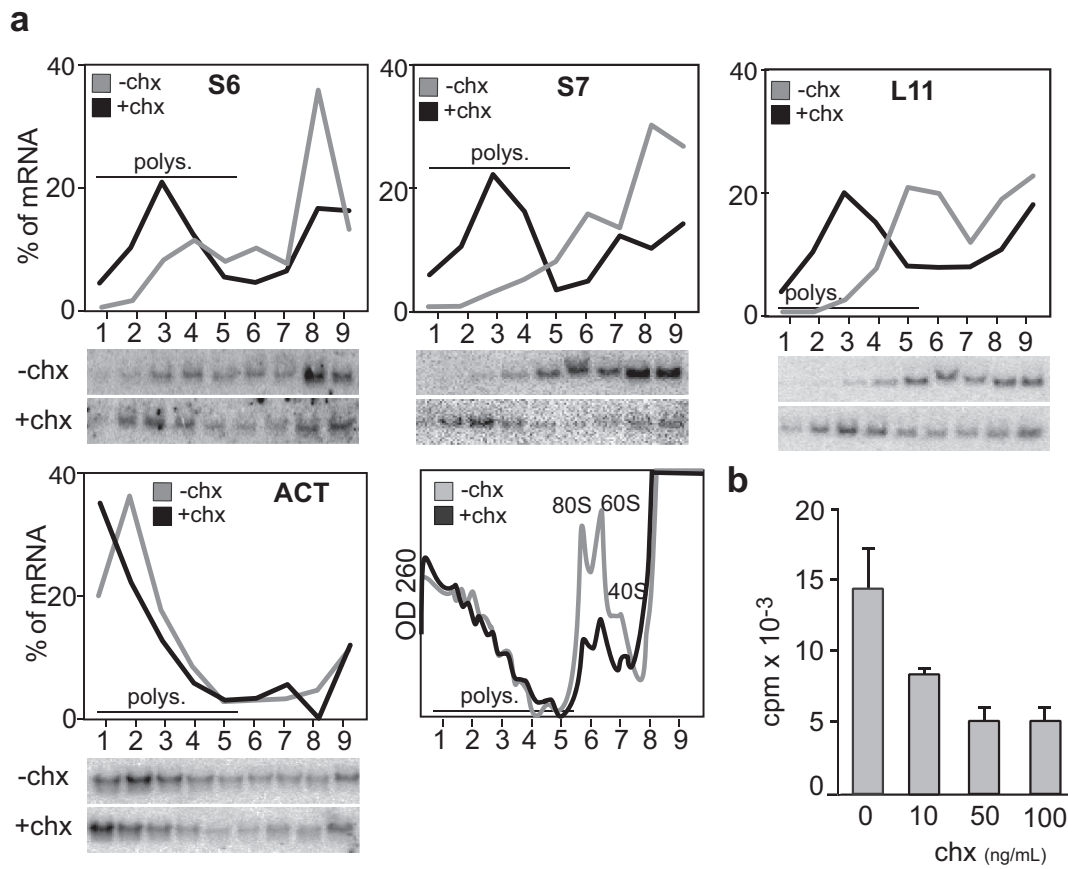 a
40
-chx
+chx
S6
polys.
20
0
% of mRNA
1 2 3 4 5 6 7 8 9
-chx
+chx
40
-chx
+chx
S7
polys.
20
0
1 2 3 4 5 6 7 8 9
40
-chx
+chx
L11
20
polys.
0
1 2 3 4 5 6 7 8 9
40
-chx
+chx
ACT
20
polys.
0
% of mRNA
1 2 3 4 5 6 7 8 9
-chx
+chx
-chx
+chx
80S 60S
40S
OD 260
polys.
1 2 3 4 5 6 7 8 9
b
20
15
10
5
0
cpm x 10-3
0 10 50 100
chx (ng/mL)